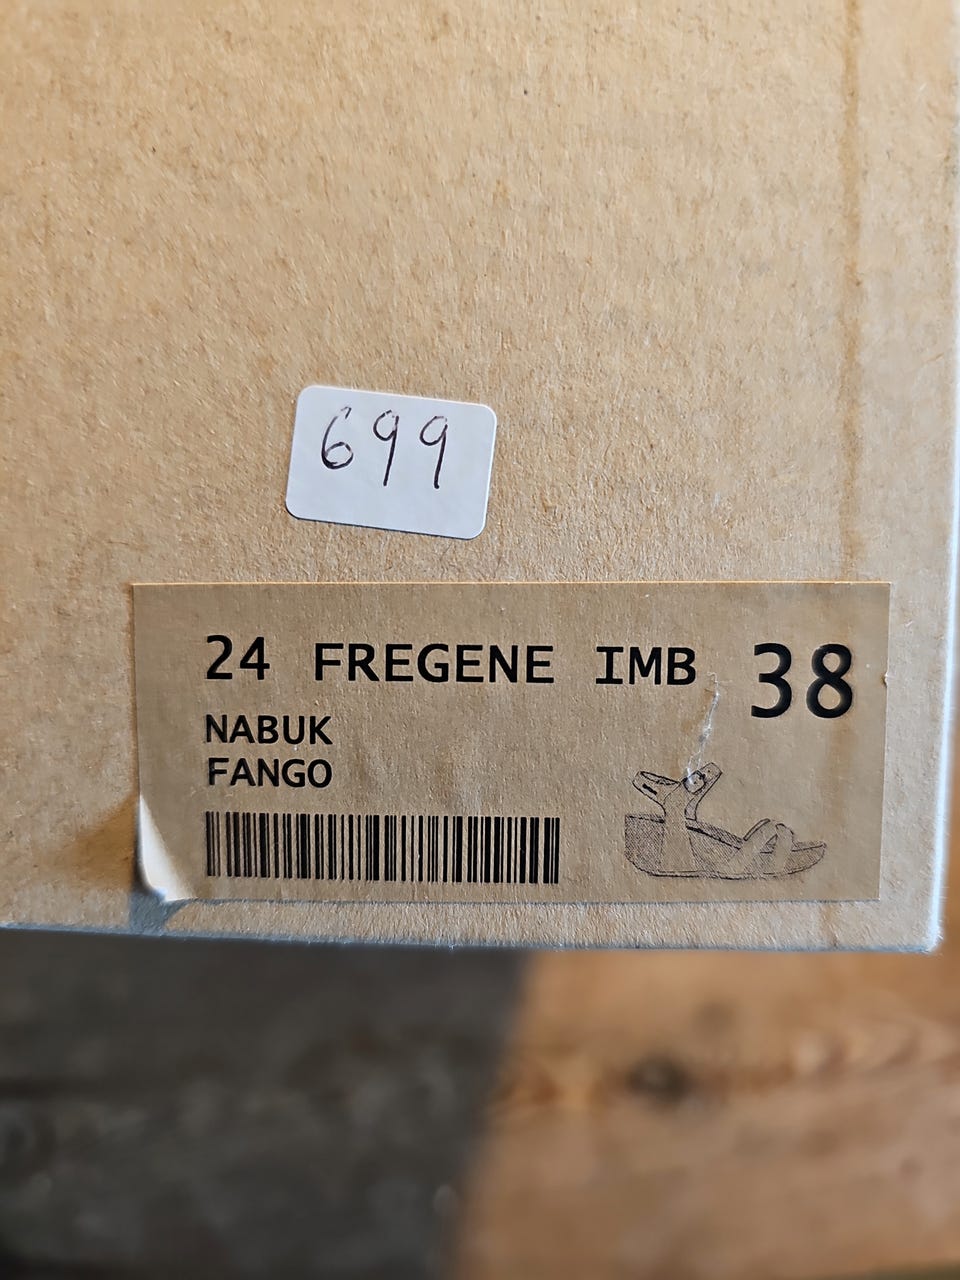 699
24 FREGENE IMB 38
NABUK
FANGO